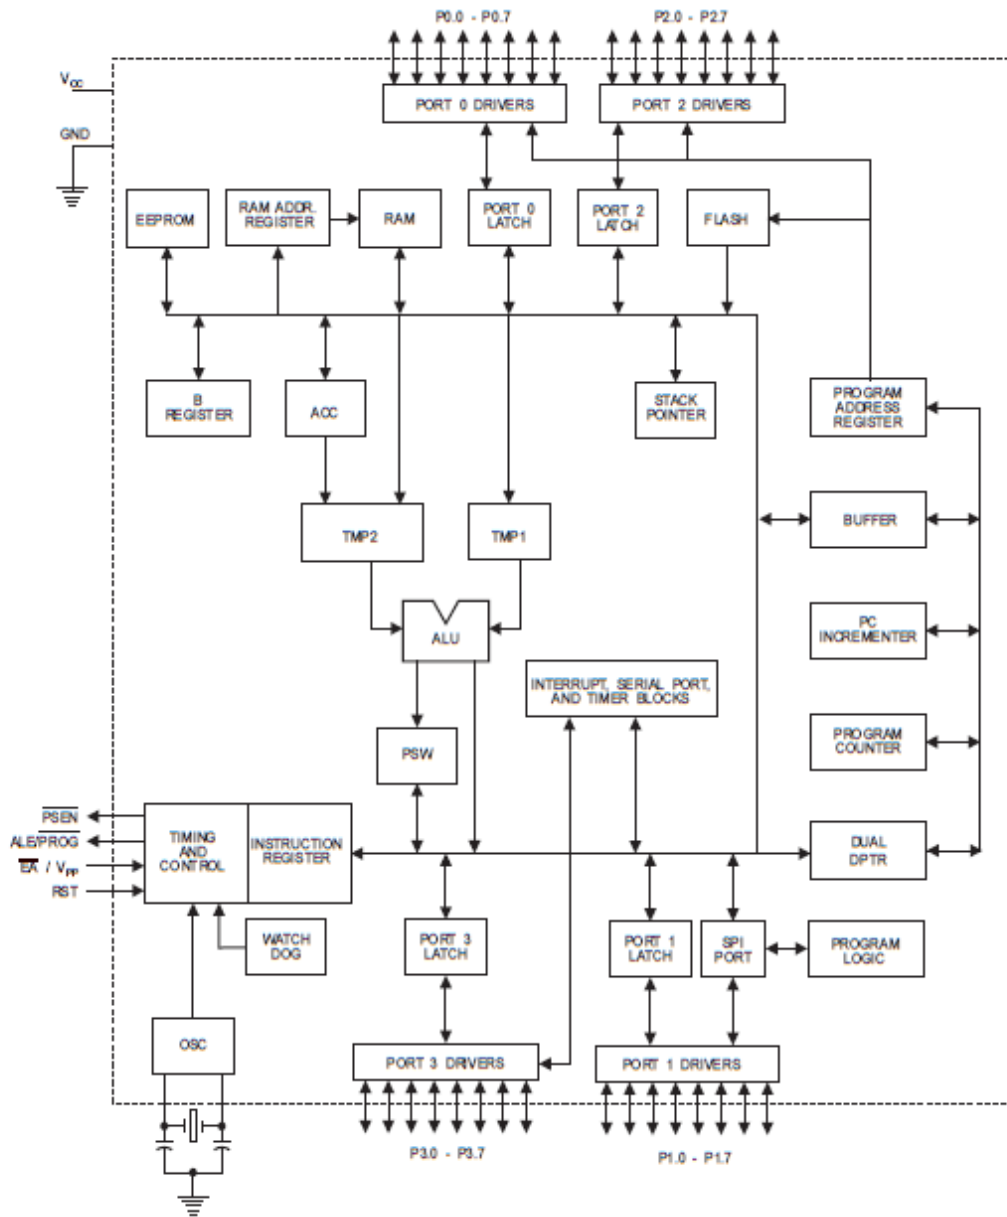 P0.0 - P0.7
P2.0 - P2.7
VCC
PORT 0 DRIVERS
PORT 2 DRIVERS
GND
EEPROM
RAM ADDR.
REGISTER
RAM
PORT 0
LATCH
PORT 2
LATCH
FLASH
B
REGISTER
ACC
STACK
POINTER
PROGRAM
ADDRESS
REGISTER
TMP2
TMP1
BUFFER
ALU
PC
INCREMENTER
INTERRUPT, SERIAL PORT,
AND TIMER BLOCKS
PSW
PROGRAM
COUNTER
PSEN
ALE/PROG
EA / VPP
RST
TIMING
AND
CONTROL
INSTRUCTION
REGISTER
DUAL
DPTR
WATCH
DOG
PORT 3
LATCH
PORT 1
LATCH
SPI
PORT
PROGRAM
LOGIC
OSC
PORT 3 DRIVERS
PORT 1 DRIVERS
P3.0 - P3.7
P1.0 - P1.7